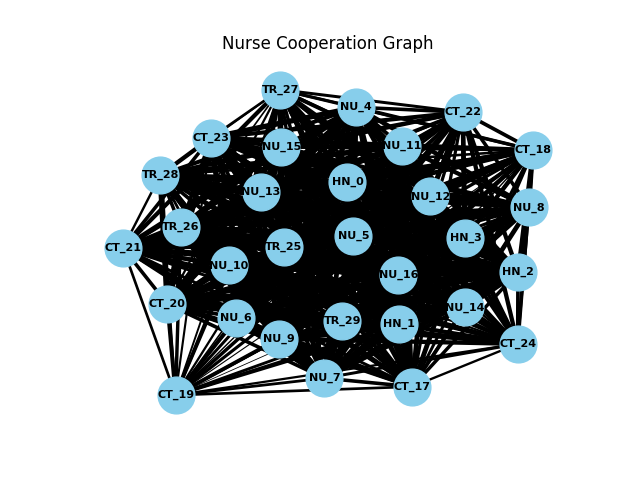 Nurse Cooperation Graph
TR_27
NU_4
CT_22
CT_23
NU_15
NU_11
CT_18
TR_28
HN_0
NU_13
NU_12
NU_8
TR_26
NU_5
HN_3
CT_21
TR_25
NU_10
NU_16
HN_2
CT_20
NU_6
NU_14
TR_29
HN_1
NU_9
CT_24
NU_7
CT_17
CT_19